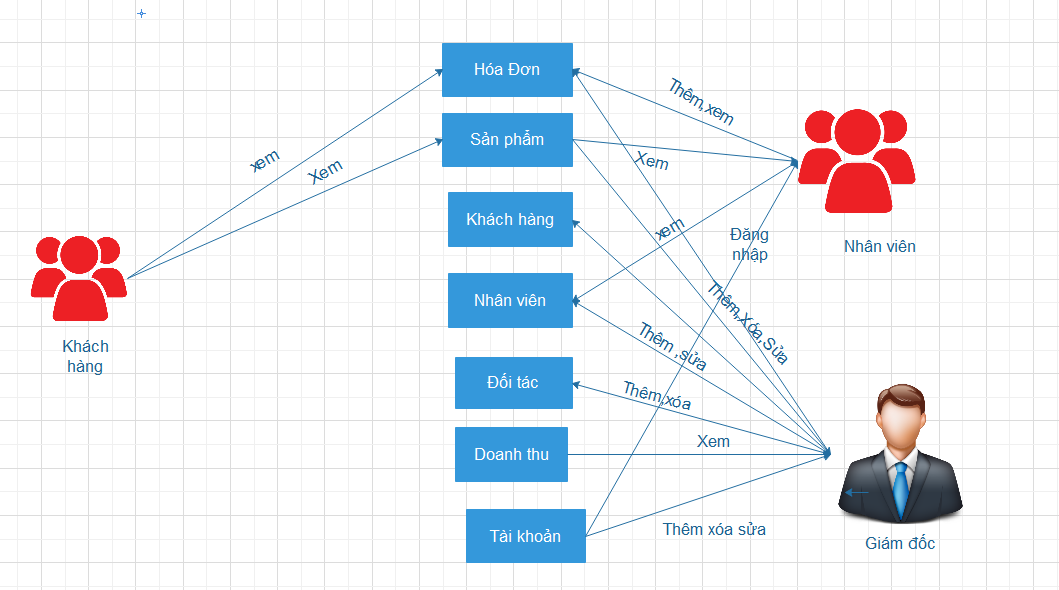 Hóa Đơn
Thêm,xem
Sản phẩm
xem
Xem
Xem
Khách hàng
xem
Đăng
nhập
Nhân viên
Nhân viên
Thêm,Xóa,Sửa
Khách
hàng
Thêm ,sửa
Đối tác
Thêm,xóa
Doanh thu
Xem
Tài khoản
Thêm xóa sửa
Giám đốc